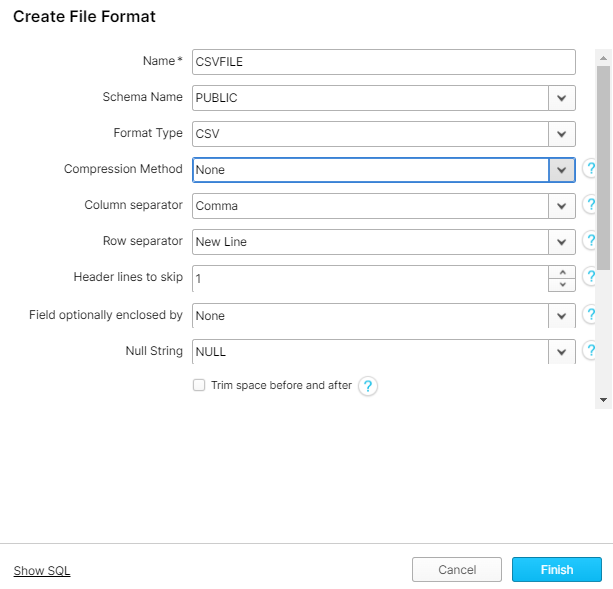 Create File Format
Name* CSVFILE
Schema Name PUBLIC
Format Type CSV
Compression Method None ?
Column separator Comma ?
Row separator New Line ?
Header lines to skip 1 ?
Field optionally enclosed by None ?
Null String NULL ?
Trim space before and after ?
Show SQL Cancel Finish